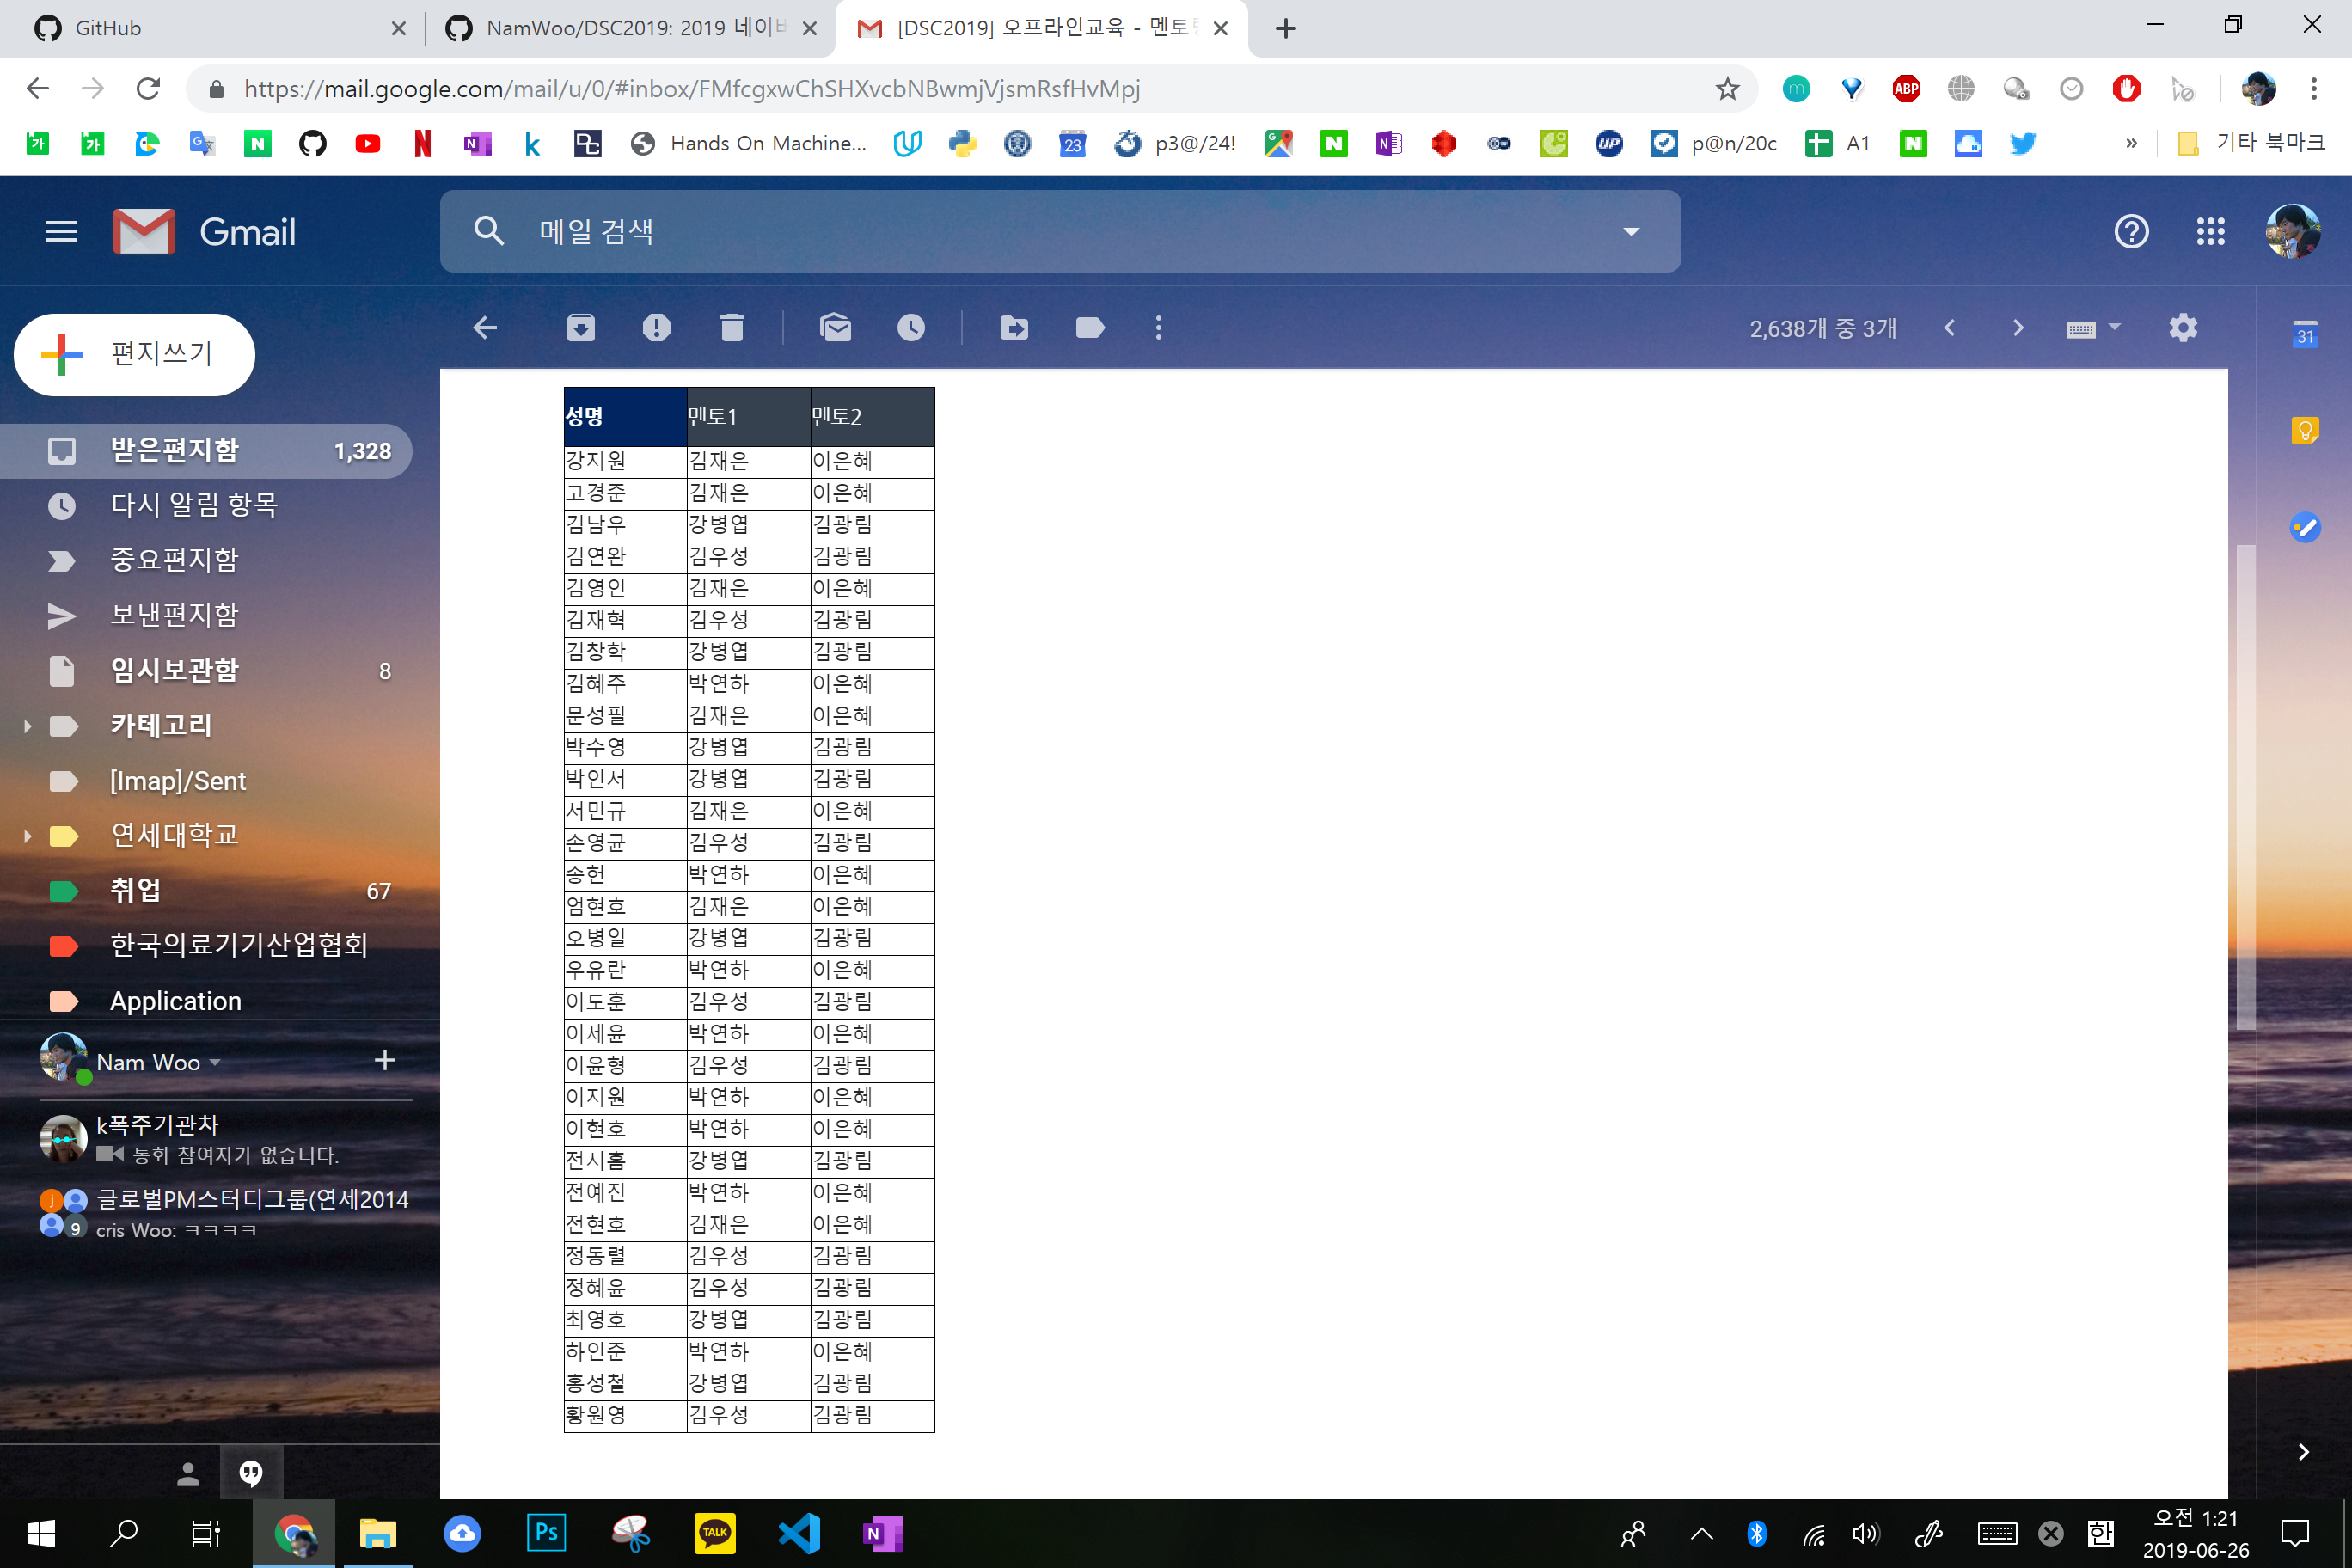 GitHub
NamWoo/DSC2019: 2019 네이버
[DSC2019] 오프라인교육 - 멘토링
https://mail.google.com/mail/u/0/#inbox/FMfcgxwChSHXvcbNBwmjVjsmRsfHvMpj
Hands On Machine...
p3@/24!
p@n/20c
A1
기타 북마크
Gmail
메일 검색
편지쓰기
2,638개 중 3개
받은편지함 1,328
다시 알림 항목
중요편지함
보낸편지함
임시보관함 8
카테고리
[Imap]/Sent
연세대학교
취업 67
한국의료기기산업협회
Application
Nam Woo
k폭주기관차
통화 참여자가 없습니다.
글로벌PM스터디그룹(연세2014
cris Woo: ㅋㅋㅋㅋ
성명 멘토1 멘토2
강지원 김재은 이은혜
고경준 김재은 이은혜
김남우 강병엽 김광림
김연완 김우성 김광림
김영인 김재은 이은혜
김재혁 김우성 김광림
김창학 강병엽 김광림
김혜주 박연하 이은혜
문성필 김재은 이은혜
박수영 강병엽 김광림
박인서 강병엽 김광림
서민규 김재은 이은혜
손영균 김우성 김광림
송헌 박연하 이은혜
엄현호 김재은 이은혜
오병일 강병엽 김광림
우유란 박연하 이은혜
이도훈 김우성 김광림
이세윤 박연하 이은혜
이윤형 김우성 김광림
이지원 박연하 이은혜
이현호 박연하 이은혜
전시흠 강병엽 김광림
전예진 박연하 이은혜
전현호 김재은 이은혜
정동렬 김우성 김광림
정혜윤 김우성 김광림
최영호 강병엽 김광림
하인준 박연하 이은혜
홍성철 강병엽 김광림
황원영 김우성 김광림
오전 1:21
2019-06-26